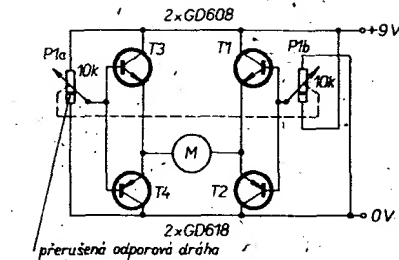 2xGD608
P1a
10k
T3
T1
P1b
10k
+9V
M
T4
T2
0V
2xGD618
přerušená odporová dráha